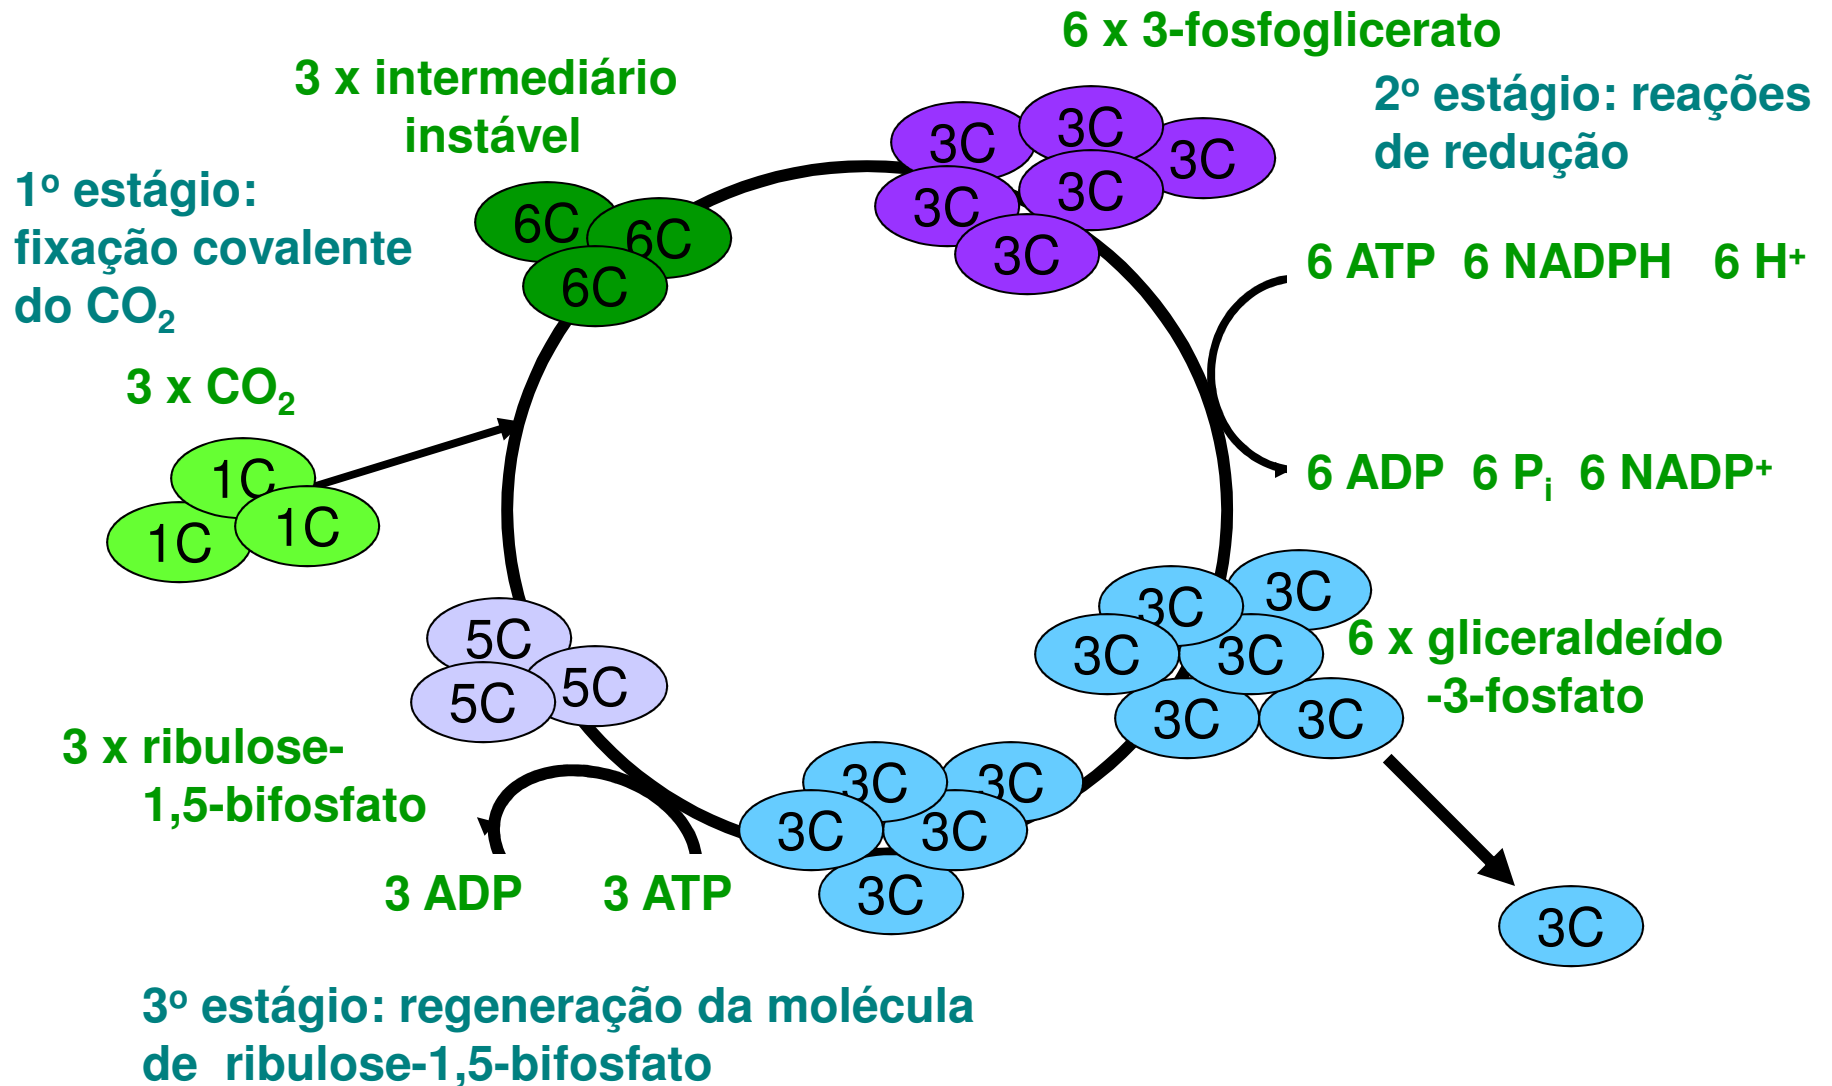 6 x 3-fosfoglicerato
3 x intermediário
instável
2º estágio: reações
de redução
1º estágio:
fixação covalente
do CO₂
3C
3C
3C
3C
3C
3C
6C
6C
6C
6 ATP  6 NADPH   6 H⁺
3 x CO₂
1C
1C
1C
6 ADP  6 Pᵢ  6 NADP⁺
3C
3C
3C
3C
3C
3C
6 x gliceraldeído
-3-fosfato
5C
5C
5C
3 x ribulose-
1,5-bifosfato
3C
3C
3C
3C
3C
3 ADP
3 ATP
3C
3º estágio: regeneração da molécula
de  ribulose-1,5-bifosfato